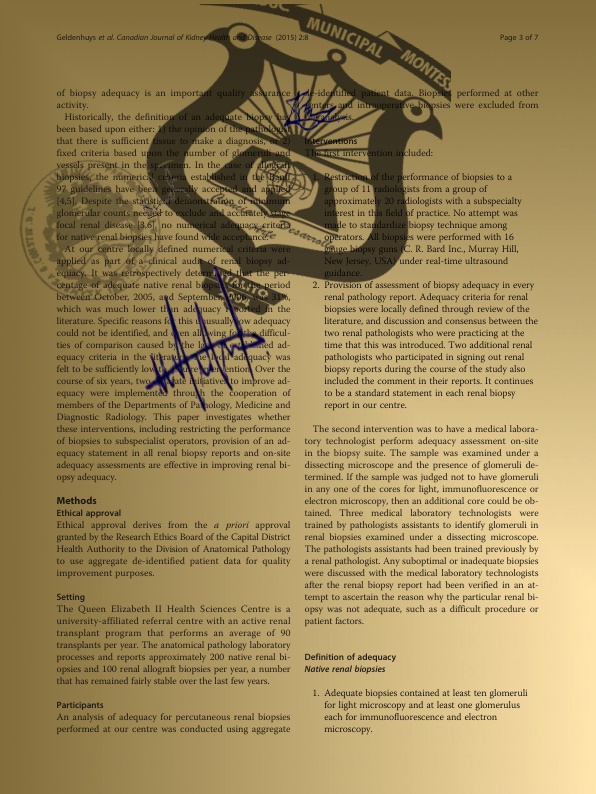 Geldenhuys et al. Canadian Journal of Kidney Health and Disease (2015) 2:8
Page 3 of 7
of biopsy adequacy is an important quality assurance
activity.
Historically, the definition of an adequate biopsy has
been based upon either: 1) the opinion of the pathologist
that there is sufficient tissue to make a diagnosis, or 2)
fixed criteria based upon the number of glomeruli and
vessels present in the specimen. In the case of allograft
biopsies, the numerical criteria established in the Banff
97 guidelines have been generally accepted and applied
[4,5]. Despite the statistical demonstration of minimum
glomerular counts needed to exclude and accurately stage
focal renal disease [3,6], no numerical adequacy criteria
for native renal biopsies have found wide acceptance.
At our centre locally defined numerical criteria were
applied as part of a clinical audit of renal biopsy ad-
equacy. It was retrospectively determined that the per-
centage of adequate native renal biopsies for the period
between October, 2005, and September, 2006, was 31%,
which was much lower than adequacy reported in the
literature. Specific reasons for this unusually low adequacy
could not be identified, and even allowing for the difficul-
ties of comparison caused by the lack of standardised ad-
equacy criteria in the literature, the local adequacy was
felt to be sufficiently low to require intervention. Over the
course of six years, two separate initiatives to improve ad-
equacy were implemented through the cooperation of
members of the Departments of Pathology, Medicine and
Diagnostic Radiology. This paper investigates whether
these interventions, including restricting the performance
of biopsies to subspecialist operators, provision of an ad-
equacy statement in all renal biopsy reports and on-site
adequacy assessments are effective in improving renal bi-
opsy adequacy.
Methods
Ethical approval
Ethical approval derives from the a priori approval
granted by the Research Ethics Board of the Capital District
Health Authority to the Division of Anatomical Pathology
to use aggregate de-identified patient data for quality
improvement purposes.
Setting
The Queen Elizabeth II Health Sciences Centre is a
university-affiliated referral centre with an active renal
transplant program that performs an average of 90
transplants per year. The anatomical pathology laboratory
processes and reports approximately 200 native renal bi-
opsies and 100 renal allograft biopsies per year, a number
that has remained fairly stable over the last few years.
Participants
An analysis of adequacy for percutaneous renal biopsies
performed at our centre was conducted using aggregate
de-identified patient data. Biopsies performed at other
centers and intraoperative biopsies were excluded from
analysis.
Interventions
The first intervention included:
1. Restriction of the performance of biopsies to a
group of 11 radiologists from a group of
approximately 20 radiologists with a subspecialty
interest in this field of practice. No attempt was
made to standardize biopsy technique among
operators. All biopsies were performed with 16
gauge biopsy guns (C. R. Bard Inc., Murray Hill,
New Jersey, USA) under real-time ultrasound
guidance.
2. Provision of assessment of biopsy adequacy in every
renal pathology report. Adequacy criteria for renal
biopsies were locally defined through review of the
literature, and discussion and consensus between the
two renal pathologists who were practicing at the
time that this was introduced. Two additional renal
pathologists who participated in signing out renal
biopsy reports during the course of the study also
included the comment in their reports. It continues
to be a standard statement in each renal biopsy
report in our centre.
The second intervention was to have a medical labora-
tory technologist perform adequacy assessment on-site
in the biopsy suite. The sample was examined under a
dissecting microscope and the presence of glomeruli de-
termined. If the sample was judged not to have glomeruli
in any one of the cores for light, immunofluorescence or
electron microscopy, then an additional core could be ob-
tained. Three medical laboratory technologists were
trained by pathologists assistants to identify glomeruli in
renal biopsies examined under a dissecting microscope.
The pathologists assistants had been trained previously by
a renal pathologist. Any suboptimal or inadequate biopsies
were discussed with the medical laboratory technologists
after the renal biopsy report had been verified in an at-
tempt to ascertain the reason why the particular renal bi-
opsy was not adequate, such as a difficult procedure or
patient factors.
Definition of adequacy
Native renal biopsies
1. Adequate biopsies contained at least ten glomeruli
for light microscopy and at least one glomerulus
each for immunofluorescence and electron
microscopy.
MUNICIPAL
MONTES